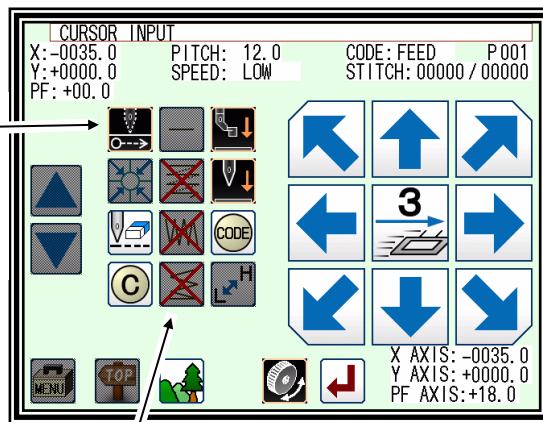 CURSOR INPUT
X:-0035.0 PITCH: 12.0 CODE: FEED P001
Y:+0000.0 SPEED: LOW STITCH: 00000/00000
PF: +00.0
3
CODE
C
L H
MENU
TOP
X AXIS: -0035.0
Y AXIS: +0000.0
PF AXIS:+18.0